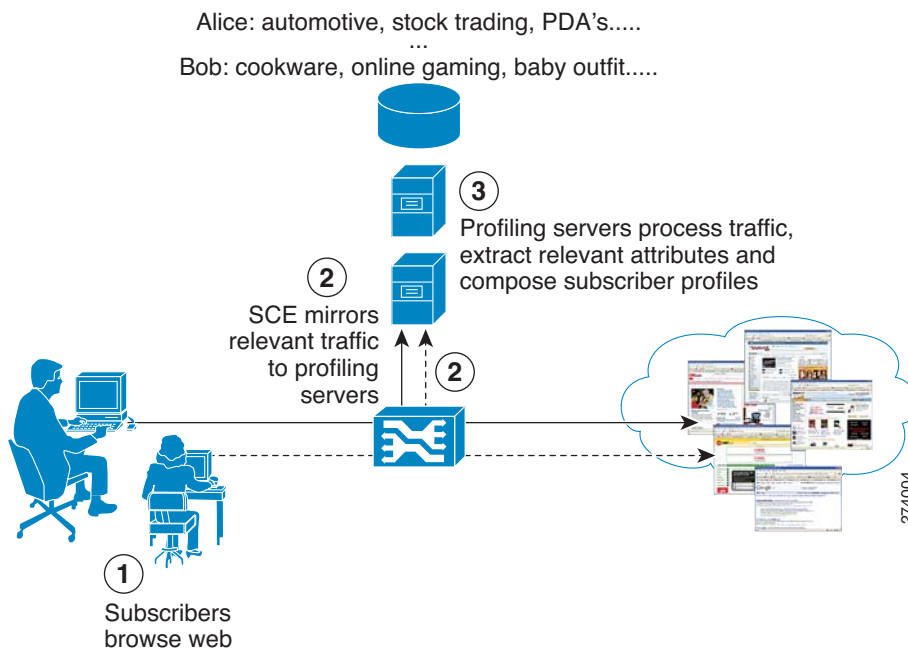 Alice: automotive, stock trading, PDA's.....
...
Bob: cookware, online gaming, baby outfit.....
3
Profiling servers process traffic,
extract relevant attributes and
compose subscriber profiles
2
SCE mirrors
relevant traffic
to profiling
servers
2
1
Subscribers
browse web
Google
274004